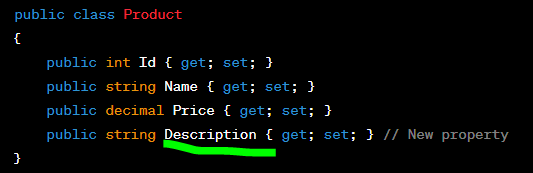 public class Product
{
    public int Id { get; set; }
    public string Name { get; set; }
    public decimal Price { get; set; }
    public string Description { get; set; } // New property
}